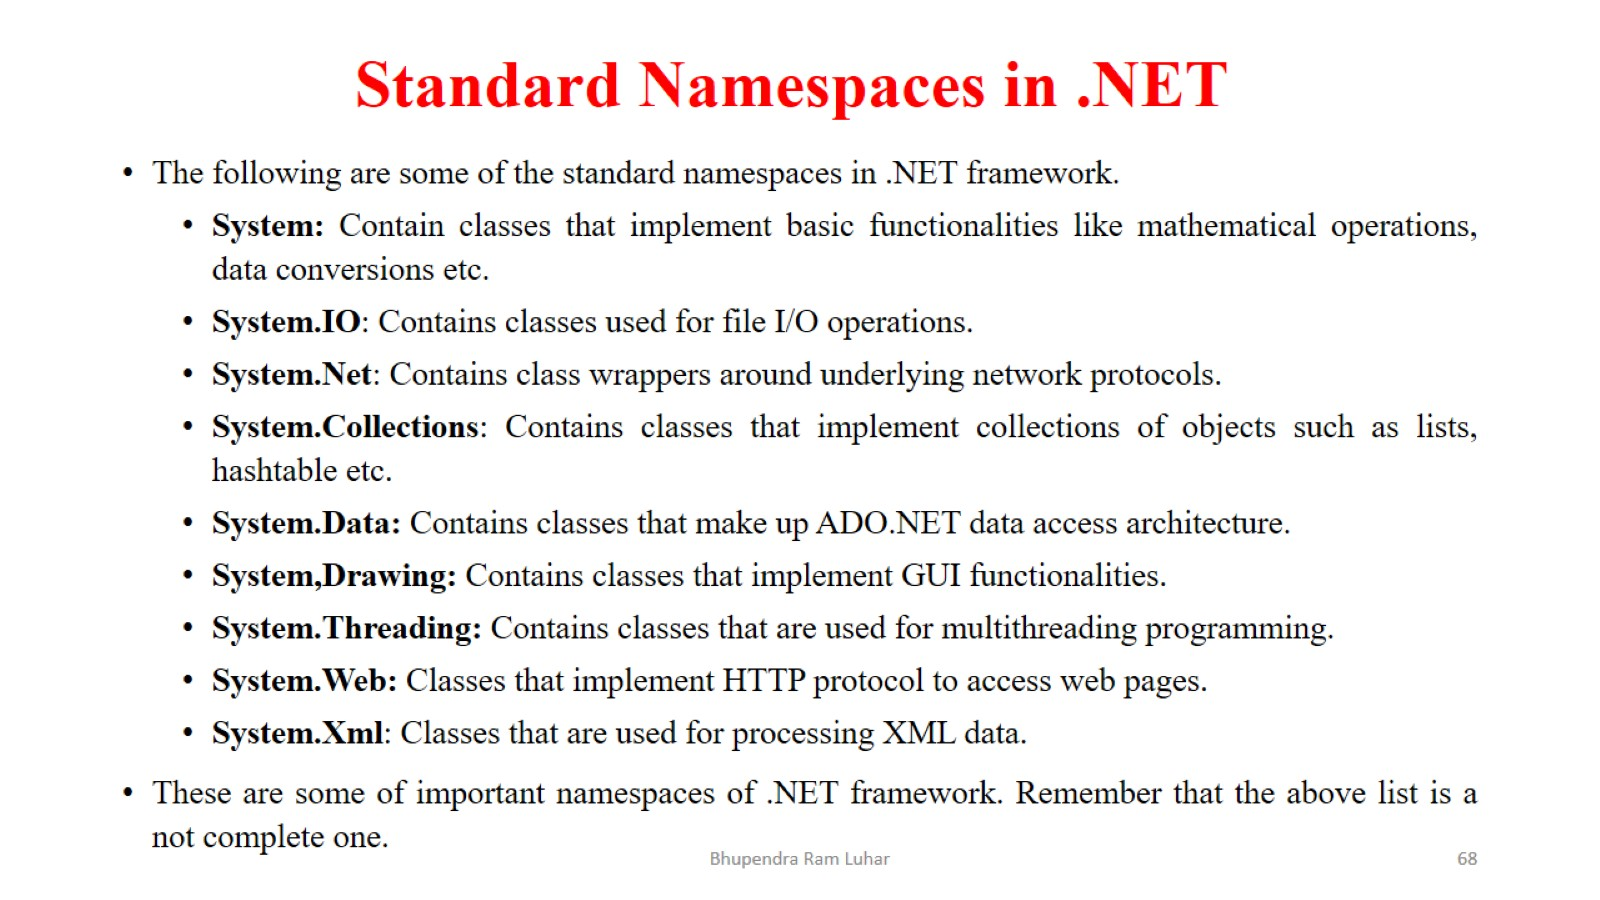 Standard Namespaces in .NET
• The following are some of the standard namespaces in .NET framework.
• System: Contain classes that implement basic functionalities like mathematical operations,
data conversions etc.
• System.IO: Contains classes used for file I/O operations.
• System.Net: Contains class wrappers around underlying network protocols.
• System.Collections: Contains classes that implement collections of objects such as lists,
hashtable etc.
• System.Data: Contains classes that make up ADO.NET data access architecture.
• System,Drawing: Contains classes that implement GUI functionalities.
• System.Threading: Contains classes that are used for multithreading programming.
• System.Web: Classes that implement HTTP protocol to access web pages.
• System.Xml: Classes that are used for processing XML data.
• These are some of important namespaces of .NET framework. Remember that the above list is a
not complete one.
Bhupendra Ram Luhar
68